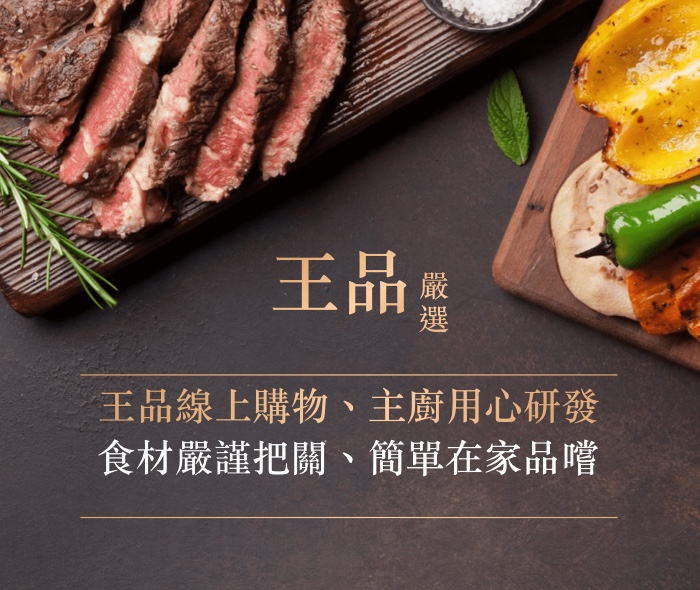 王品
嚴選
王品線上購物、主廚用心研發
食材嚴謹把關、簡單在家品嚐